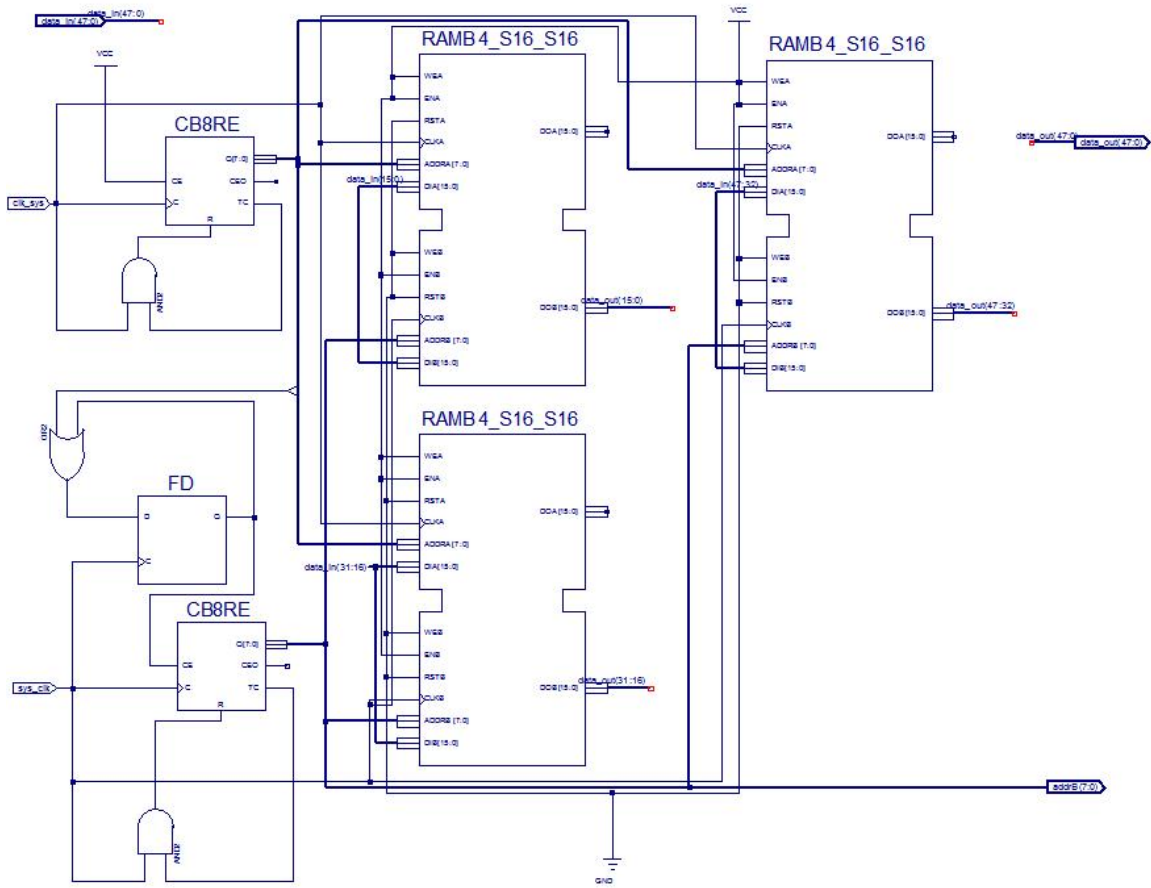 data_in(47:0)
data_in(47:0)
VCC
CB8RE
Q[7:0]
CE
CEO
C
TC
R
clk_sys
AND2
OR2
FD
D
Q
C
CB8RE
Q[7:0]
CE
CEO
C
TC
R
sys_clk
AND2
RAMB4_S16_S16
WEA
ENA
RSTA
DOA[15:0]
CLKA
ADDRA[7:0]
data_in(15:0)
DIA[15:0]
WEB
ENB
RSTB
DOB[15:0]
data_out(15:0)
CLKB
ADDRB[7:0]
DIB[15:0]
RAMB4_S16_S16
WEA
ENA
RSTA
DOA[15:0]
CLKA
ADDRA[7:0]
data_in(31:16)
DIA[15:0]
WEB
ENB
RSTB
DOB[15:0]
data_out(31:16)
CLKB
ADDRB[7:0]
DIB[15:0]
VCC
RAMB4_S16_S16
WEA
ENA
RSTA
DOA[15:0]
CLKA
ADDRA[7:0]
data_in(47:32)
DIA[15:0]
WEB
ENB
RSTB
DOB[15:0]
data_out(47:32)
CLKB
ADDRB[7:0]
DIB[15:0]
data_out(47:0)
data_out(47:0)
addrB(7:0)
GND